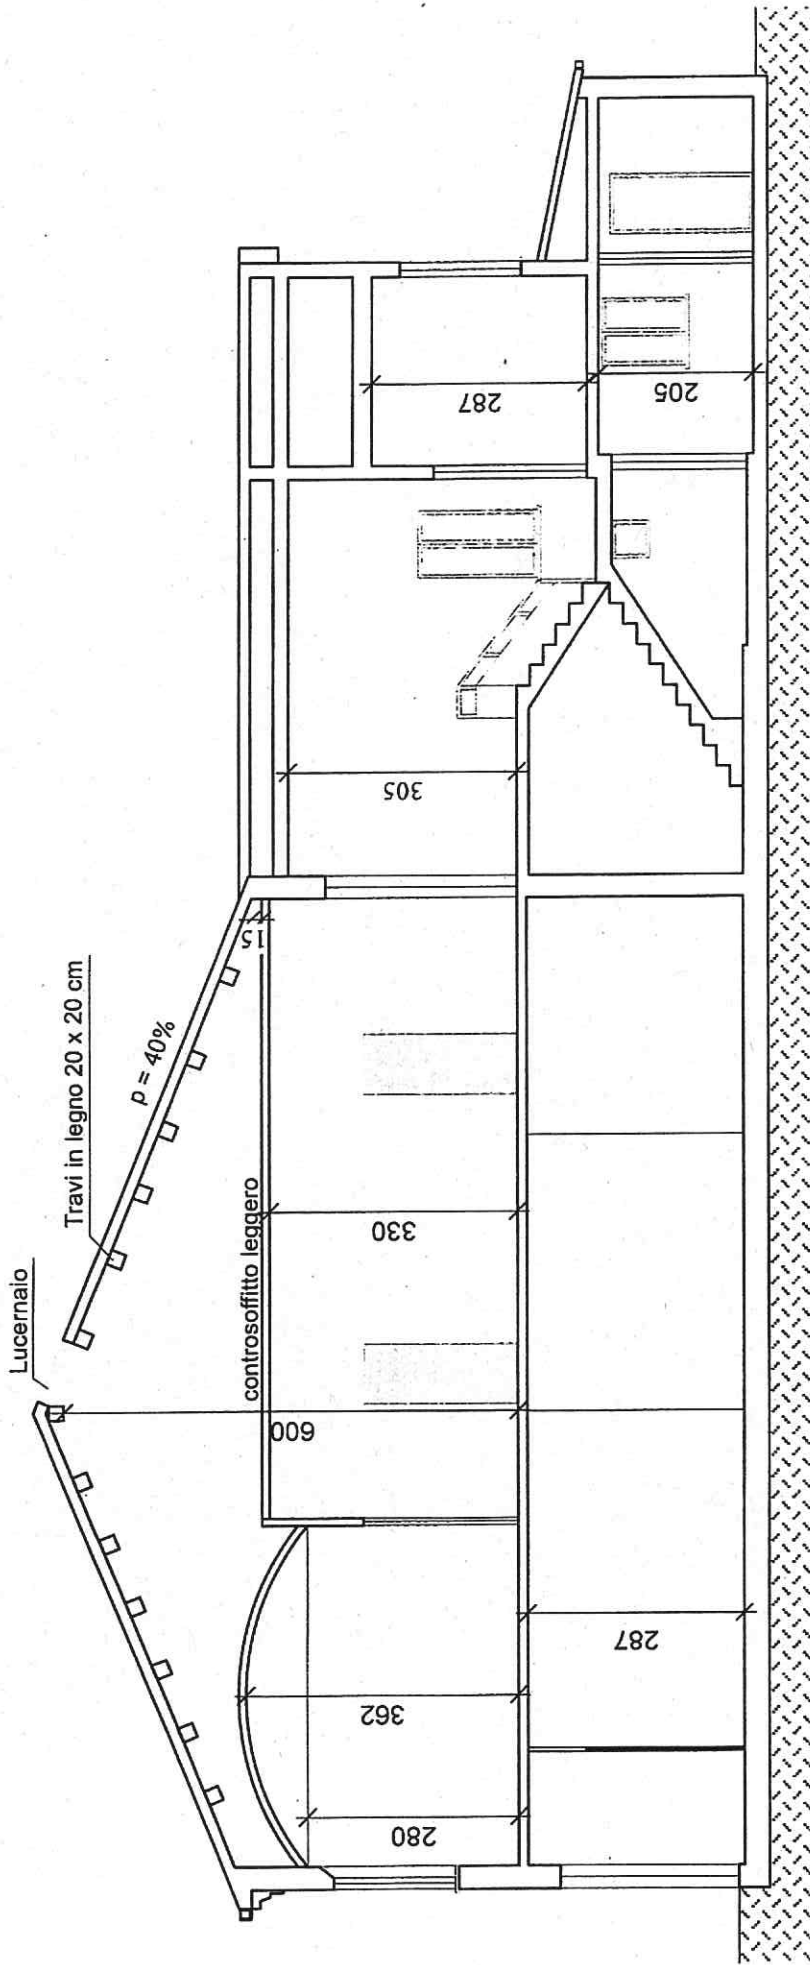 Lucernaio
Travi in legno 20 x 20 cm
p = 40%
15
controsoffitto leggero
600
362
280
330
305
287
205
287